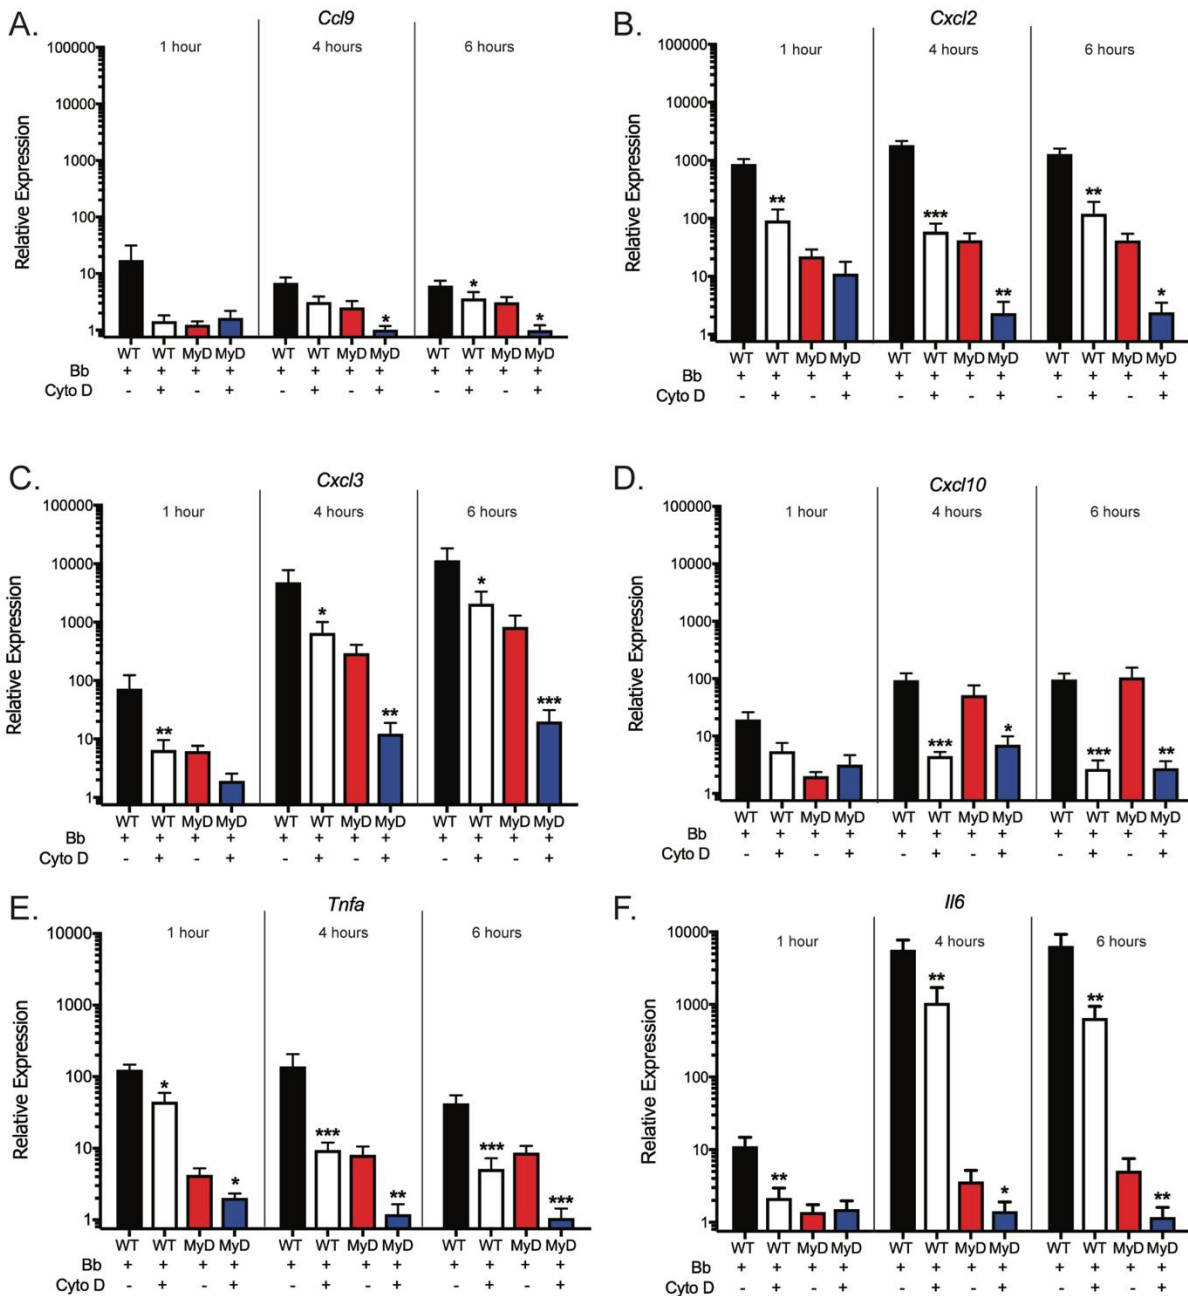 A.
Ccl9
1 hour 4 hours 6 hours
Relative Expression
100000
10000
1000
100
10
1
WT WT MyD MyD WT WT MyD MyD WT WT MyD MyD
Bb + + + + + + + + + + + +
Cyto D - + - + - + - + - + - +
B.
Cxcl2
1 hour 4 hours 6 hours
Relative Expression
100000
10000
1000
100
10
1
** *** ** ** *
WT WT MyD MyD WT WT MyD MyD WT WT MyD MyD
Bb + + + + + + + + + + + +
Cyto D - + - + - + - + - + - +
C.
Cxcl3
1 hour 4 hours 6 hours
Relative Expression
100000
10000
1000
100
10
1
** * ** * ***
WT WT MyD MyD WT WT MyD MyD WT WT MyD MyD
Bb + + + + + + + + + + + +
Cyto D - + - + - + - + - + - +
D.
Cxcl10
1 hour 4 hours 6 hours
Relative Expression
100000
10000
1000
100
10
1
*** * *** **
WT WT MyD MyD WT WT MyD MyD WT WT MyD MyD
Bb + + + + + + + + + + + +
Cyto D - + - + - + - + - + - +
E.
Tnfa
1 hour 4 hours 6 hours
Relative Expression
10000
1000
100
10
1
* * *** ** *** ***
WT WT MyD MyD WT WT MyD MyD WT WT MyD MyD
Bb + + + + + + + + + + + +
Cyto D - + - + - + - + - + - +
F.
Il6
1 hour 4 hours 6 hours
Relative Expression
10000
1000
100
10
1
** ** * ** **
WT WT MyD MyD WT WT MyD MyD WT WT MyD MyD
Bb + + + + + + + + + + + +
Cyto D - + - + - + - + - + - +